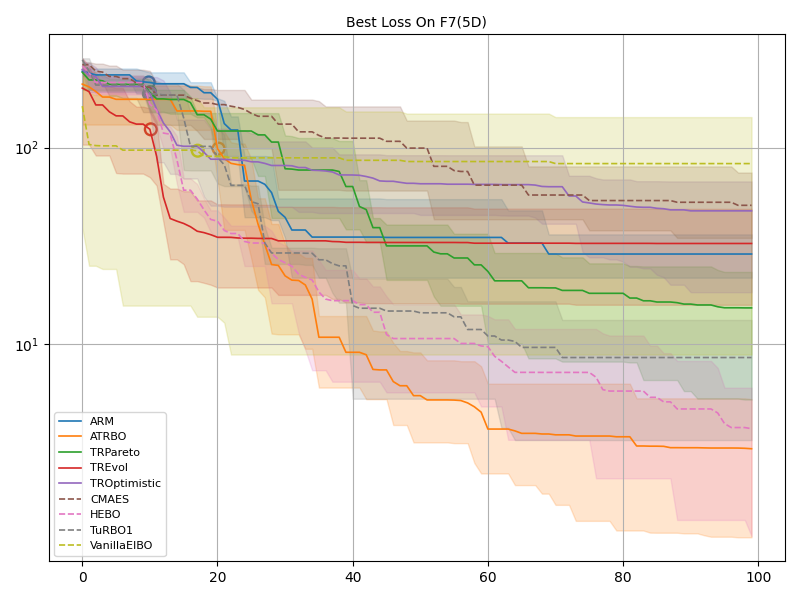 Best Loss On F7(5D)
10²
10¹
ARM
ATRBO
TRPareto
TREvol
TROptimistic
CMAES
HEBO
TuRBO1
VanillaEIBO
0 20 40 60 80 100